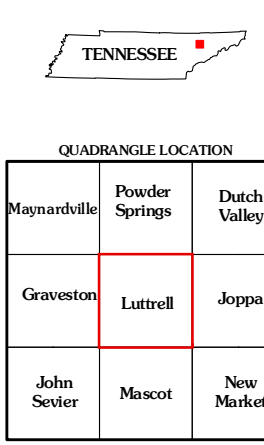 TENNESSEE
QUADRANGLE LOCATION
Maynardville
Powder
Springs
Dutch
Valley
Graveston
Luttrell
Joppa
John
Sevier
Mascot
New
Market